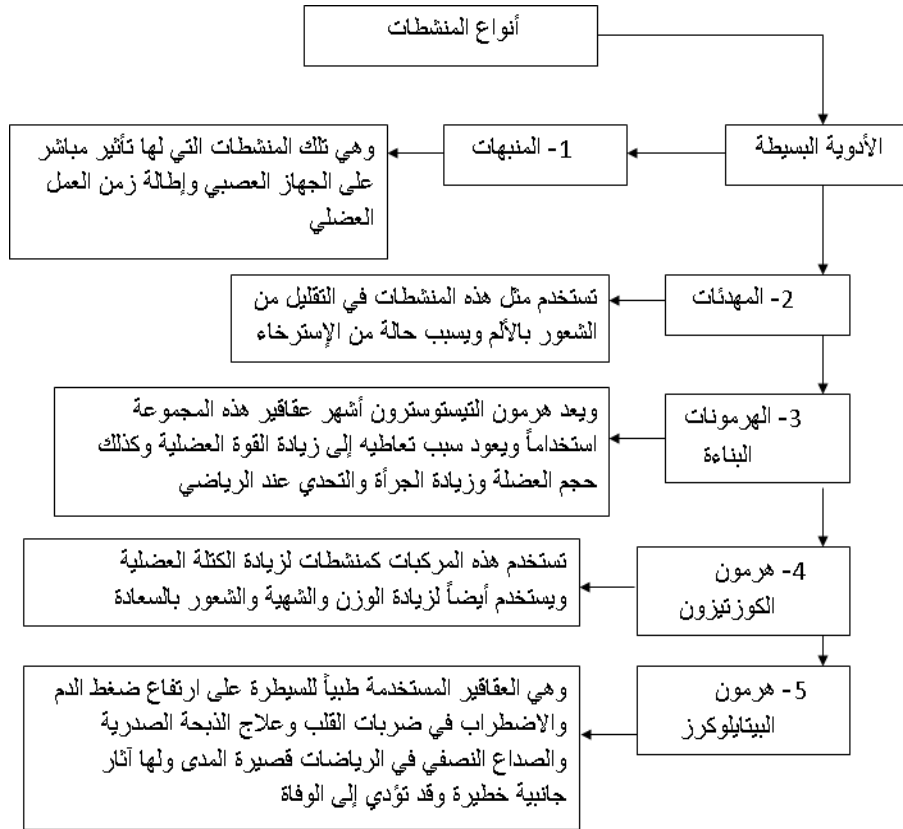 أنواع المنشطات
الأدوية البسيطة
1- المنبهات
وهي تلك المنشطات التي لها تأثير مباشر
على الجهاز العصبي وإطالة زمن العمل
العضلي
2- المهدئات
تستخدم مثل هذه المنشطات في التقليل من
الشعور بالألم ويسبب حالة من الإسترخاء
3- الهرمونات
البناءة
ويعد هرمون التيستوسترون أشهر عقاقير هذه المجموعة
استخداماً ويعود سبب تعاطيه إلى زيادة القوة العضلية وكذلك
حجم العضلة وزيادة الجرأة والتحدي عند الرياضي
4- هرمون
الكوزتيزون
تستخدم هذه المركبات كمنشطات لزيادة الكتلة العضلية
ويستخدم أيضاً لزيادة الوزن والشهية والشعور بالسعادة
5- هرمون
البيتايلوكرز
وهي العقاقير المستخدمة طبياً للسيطرة على ارتفاع ضغط الدم
والاضطراب في ضربات القلب وعلاج الذبحة الصدرية
والصداع النصفي في الرياضات قصيرة المدى ولها آثار
جانبية خطيرة وقد تؤدي إلى الوفاة